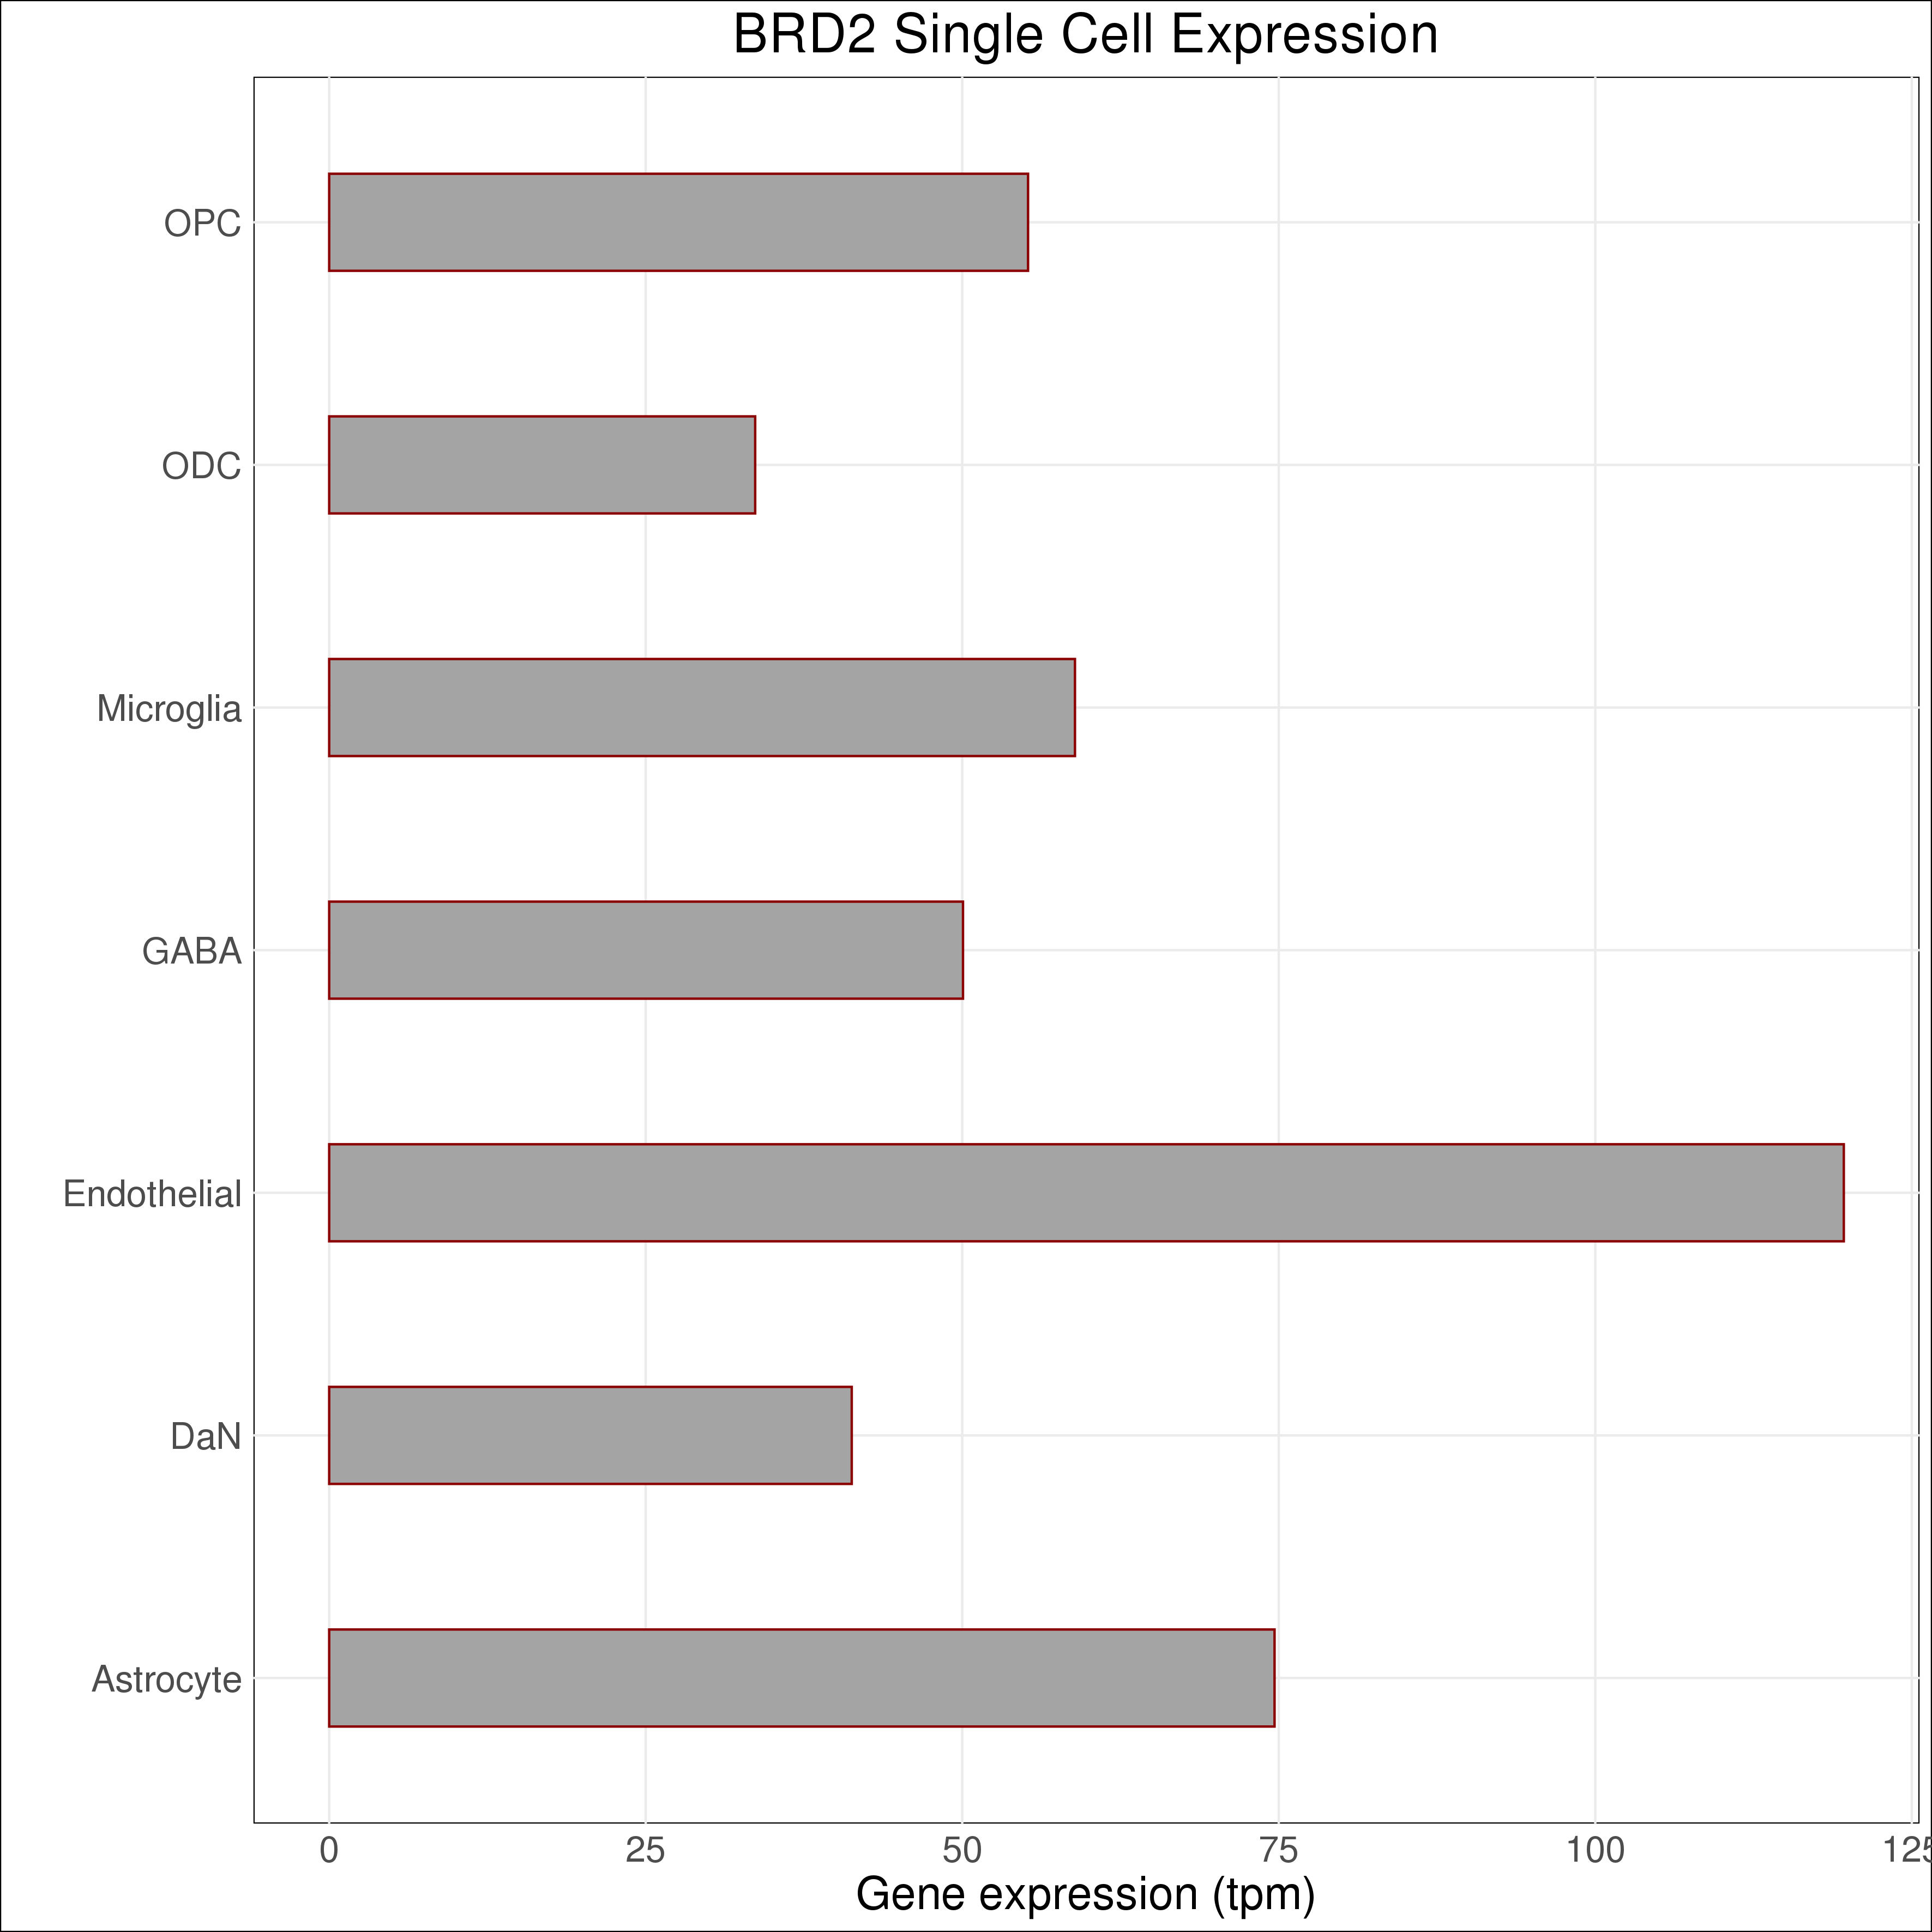 BRD2 Single Cell Expression
OPC
ODC
Microglia
GABA
Endothelial
DaN
Astrocyte
0 25 50 75 100 125
Gene expression (tpm)